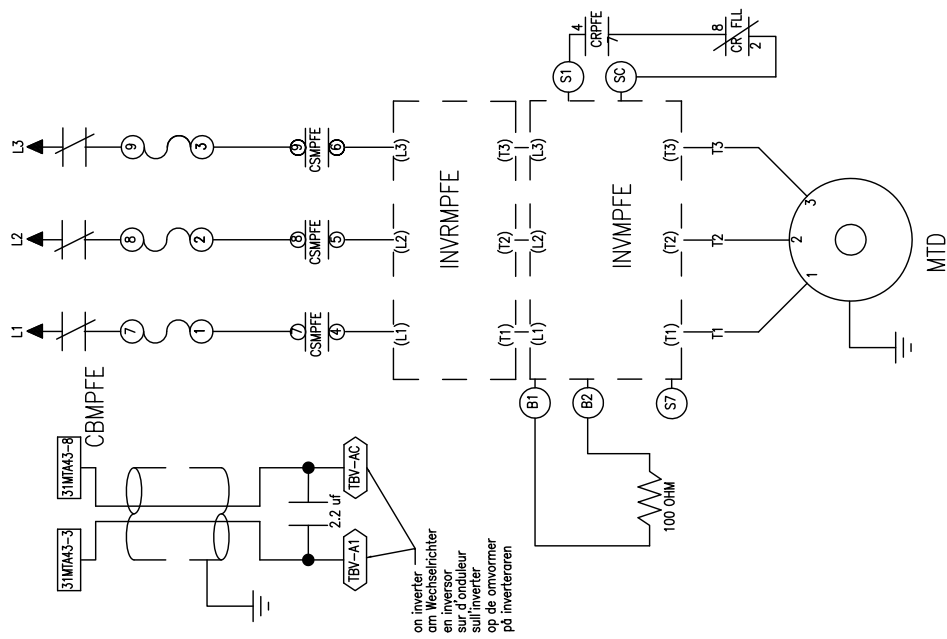 L1
L2
L3
CBMPFE
31MTA43-3
31MTA43-8
7
8
9
1
2
3
7
8
9
CSMPFE
CSMPFE
CSMPFE
4
5
6
2.2 uf
TBV-A1
TBV-AC
on inverter
am Wechselrichter
en inversor
sur d'onduleur
sull'inverter
op de omvormer
på inverteraren
(L1)
(L2)
(L3)
INVRMPFE
(T1)
(T2)
(T3)
(L1)
(L2)
(L3)
INVMPFE
(T1)
(T2)
(T3)
B1
B2
S7
100 OHM
S1
SC
4
CRPFE
7
8
CR FLL
2
T1
T2
T3
1
2
3
MTD